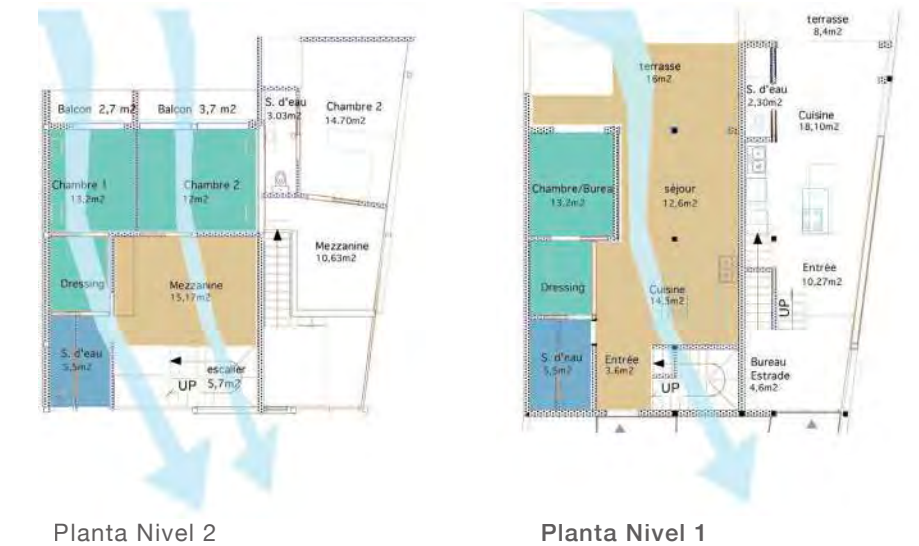 Balcon 2,7 m2
Balcon 3,7 m2
S. d'eau
3.03m2
Chambre 2
14.70m2
Chambre 1
13.2m2
Chambre 2
12m2
Mezzanine
10,63m2
Dressing
Mezzanine
15,17m2
S. d'eau
5,5m2
escalier
5,7m2
UP
Planta Nivel 2
terrasse
8,4m2
terrasse
16m2
S. d'eau
2,30m2
Cuisine
18,10m2
Chambre/Burea
13.2m2
séjour
12,6m2
Dressing
Cuisine
14,5m2
Entrée
10,27m2
UP
S. d'eau
5,5m2
Entrée
3.6m2
UP
Bureau
Estrade
4,6m2
Planta Nivel 1